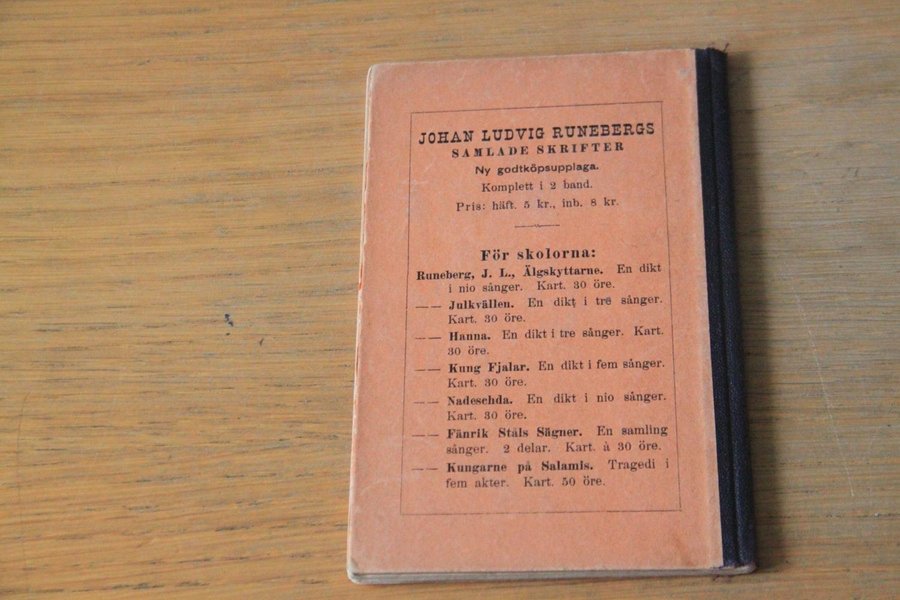 JOHAN LUDVIG RUNEBERGS
SAMLADE SKRIFTER
Ny godtköpsupplaga.
Komplett i 2 band.
Pris: häft. 5 kr., inb. 8 kr.
För skolorna:
Runeberg, J. L., Älgskyttarne. En dikt
i nio sånger. Kart. 30 öre.
—— Julkvällen. En dikt i tre sånger.
Kart. 30 öre.
—— Hanna. En dikt i tre sånger. Kart.
30 öre.
—— Kung Fjalar. En dikt i fem sånger.
Kart. 30 öre.
—— Nadeschda. En dikt i nio sånger.
Kart. 30 öre.
—— Fänrik Ståls Sägner. En samling
sånger. 2 delar. Kart. à 30 öre.
—— Kungarne på Salamis. Tragedi i
fem akter. Kart. 50 öre.